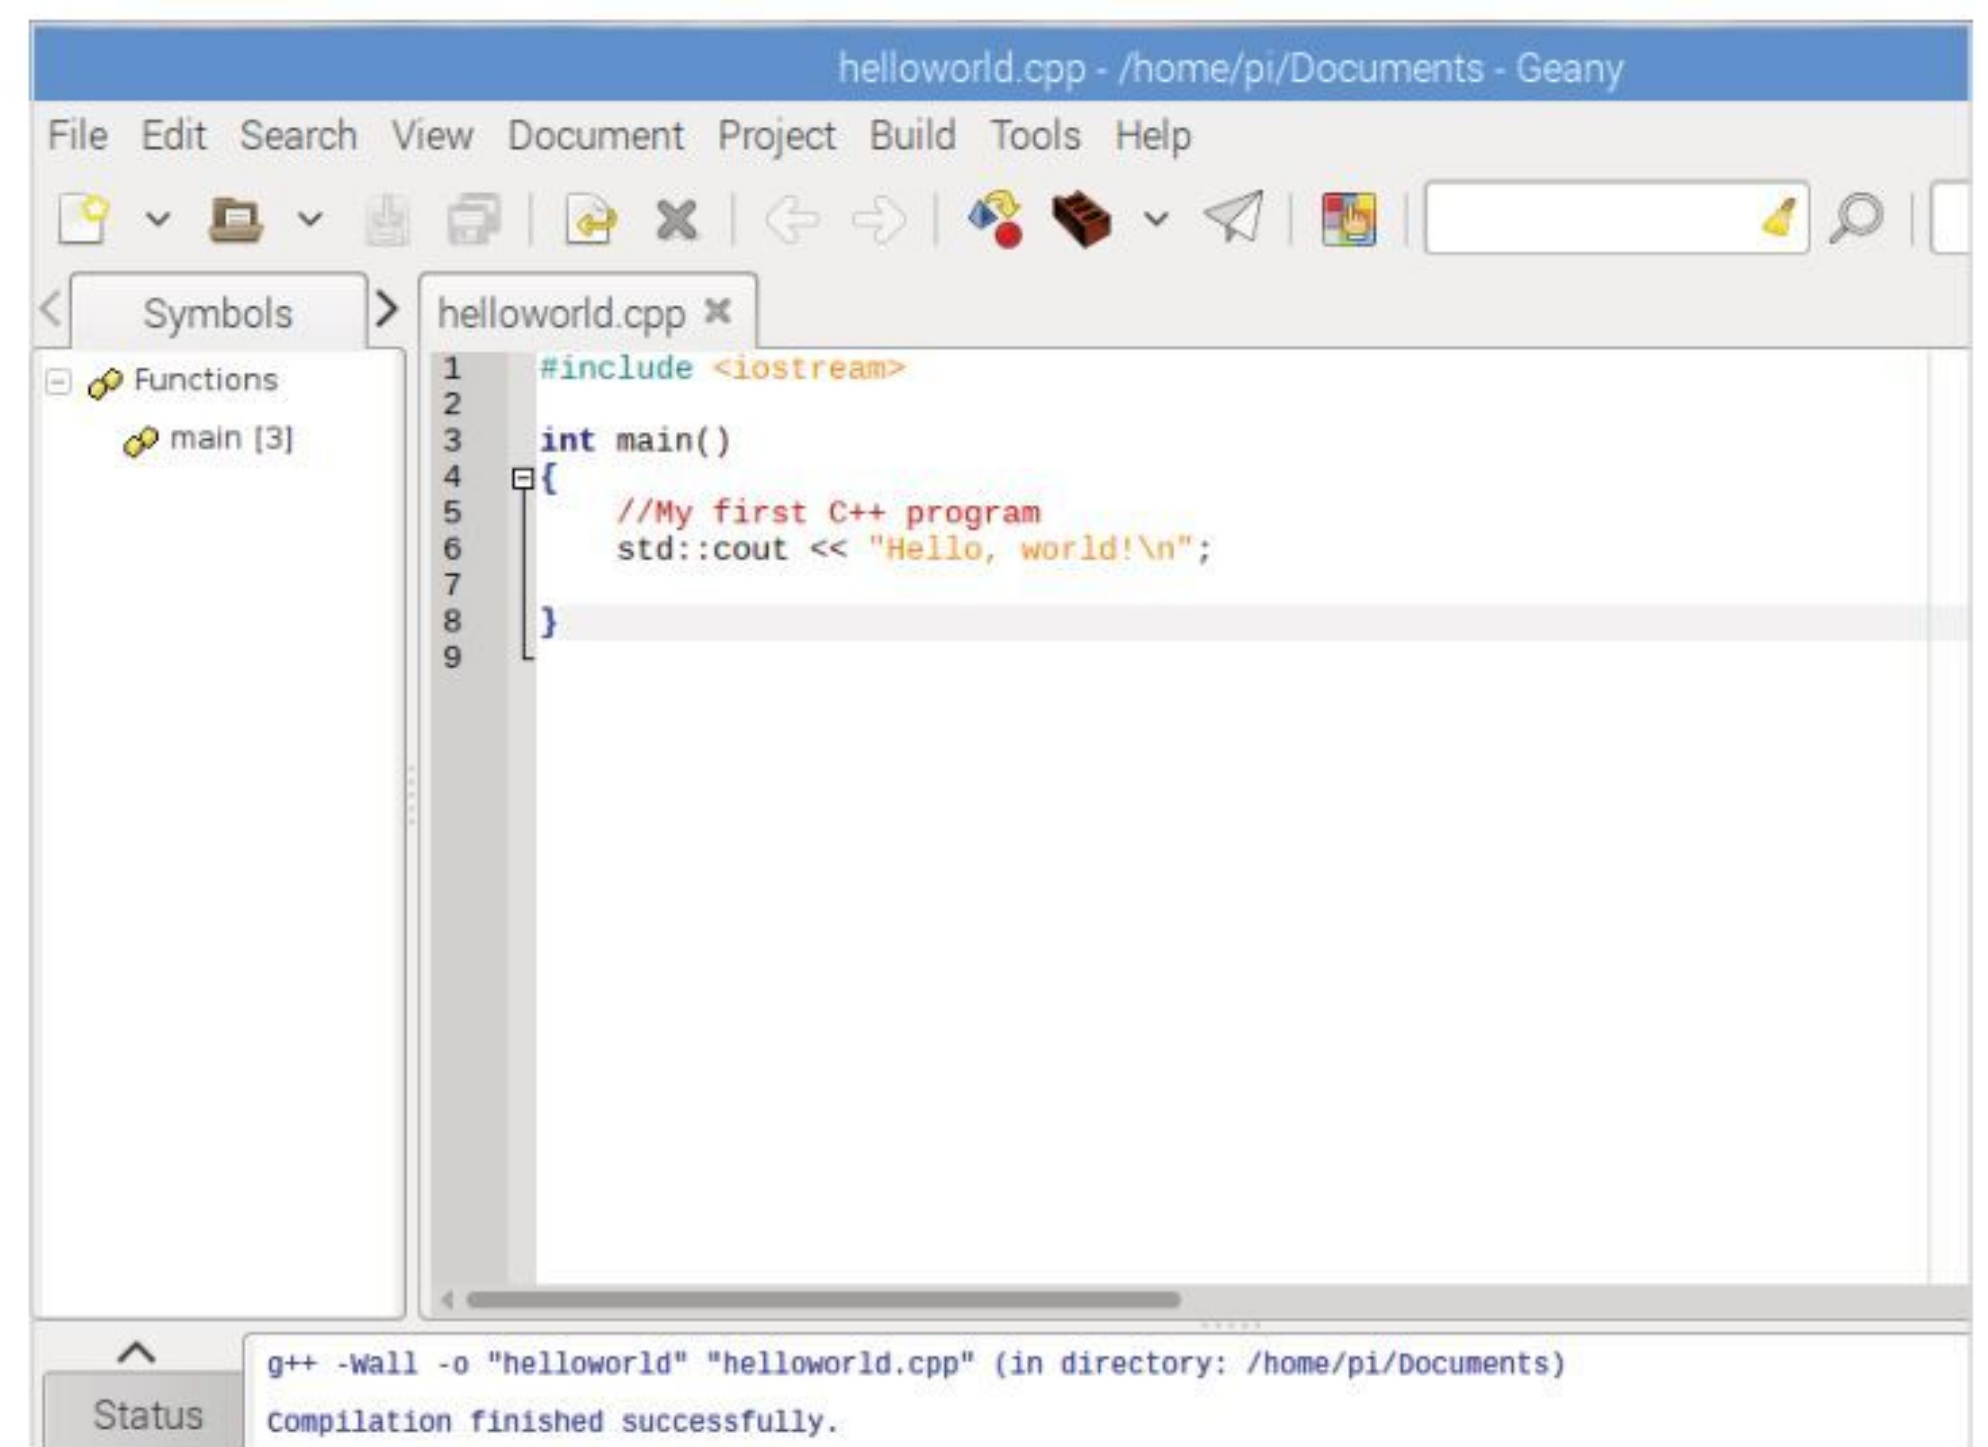 helloworld.cpp - /home/pi/Documents - Geany
File Edit Search View Document Project Build Tools Help
Symbols
helloworld.cpp
Functions
main [3]
1 #include <iostream>
2
3 int main()
4 {
5 //My first C++ program
6 std::cout << "Hello, world!\n";
7
8 }
9
g++ -Wall -o "helloworld" "helloworld.cpp" (in directory: /home/pi/Documents)
Status
Compilation finished successfully.